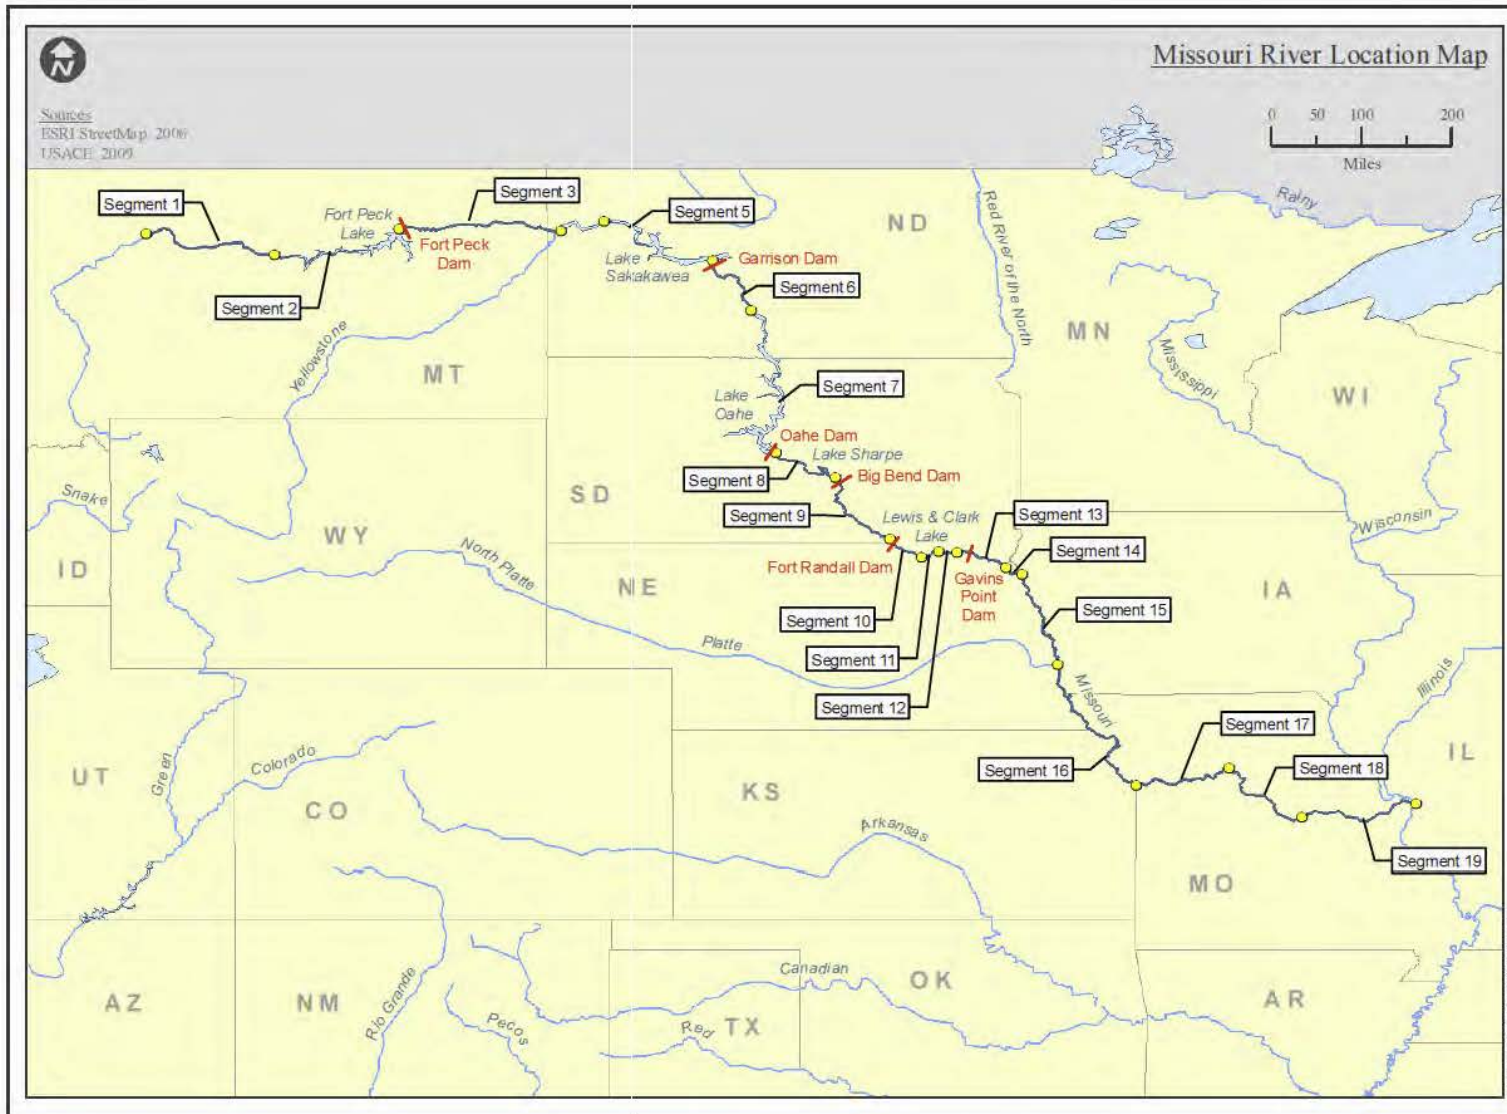 Missouri River Location Map
N
Sources
ESRI StreetMap 2006
USACE 2009
0 50 100 200
Miles
Segment 1
Segment 3
Fort Peck
Lake
Fort Peck
Dam
Segment 2
Segment 5
Lake
Sakakawea
Garrison Dam
Segment 6
ND
Red River of the North
Rainy
MN
Mississippi
WI
Yellowstone
MT
Segment 7
Lake
Oahe
Oahe Dam
Lake Sharpe
Segment 8
Big Bend Dam
SD
Segment 9
Lewis & Clark
Lake
Segment 13
Segment 14
Wisconsin
Snake
ID
WY
North Platte
NE
Fort Randall Dam
Gavins
Point
Dam
IA
Segment 10
Segment 15
Segment 11
Platte
Segment 12
Missouri
Illinois
Segment 17
Segment 16
Segment 18
IL
UT
Green
Colorado
CO
KS
Arkansas
Segment 19
MO
AZ
NM
Rio Grande
Pecos
Canadian
OK
Red
TX
AR